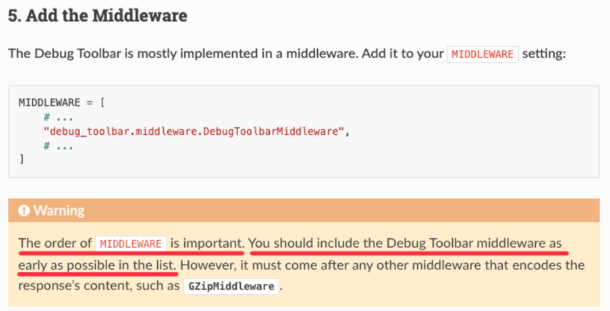 5. Add the Middleware
The Debug Toolbar is mostly implemented in a middleware. Add it to your MIDDLEWARE setting:
MIDDLEWARE = [
    # ...
    "debug_toolbar.middleware.DebugToolbarMiddleware",
    # ...
]
Warning
The order of MIDDLEWARE is important. You should include the Debug Toolbar middleware as
early as possible in the list. However, it must come after any other middleware that encodes the
response's content, such as GZipMiddleware.